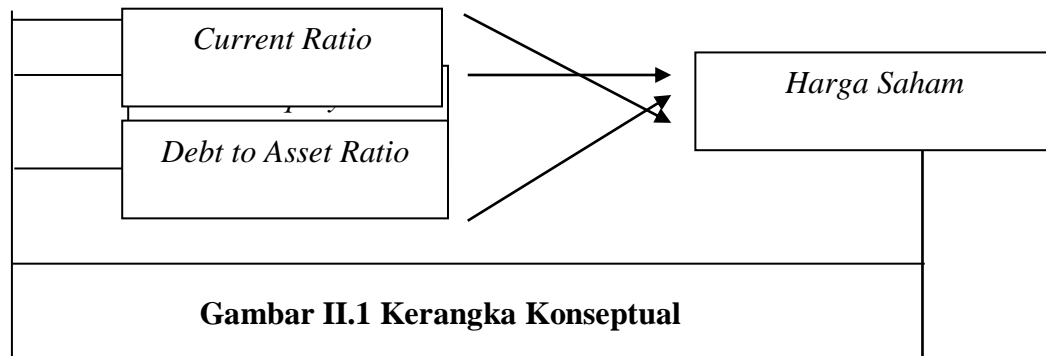 Current Ratio
Debt to Asset Ratio
Harga Saham
Gambar II.1 Kerangka Konseptual